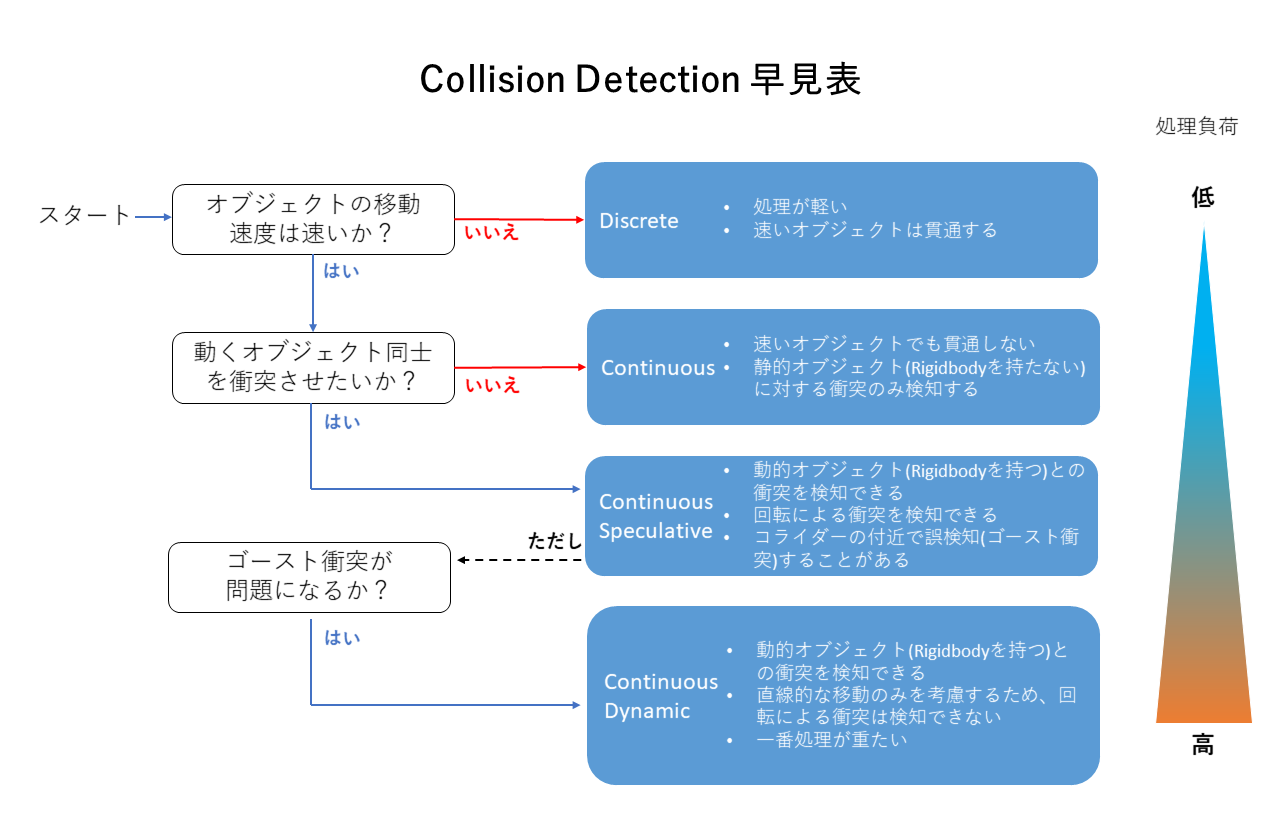 Collision Detection 早見表
処理負荷
低
スタート
オブジェクトの移動
速度は速いか？
いいえ
はい
Discrete
• 処理が軽い
• 速いオブジェクトは貫通する
動くオブジェクト同士
を衝突させたいか？
いいえ
はい
Continuous
• 速いオブジェクトでも貫通しない
• 静的オブジェクト(Rigidbodyを持たない)
に対する衝突のみ検知する
Continuous
Speculative
• 動的オブジェクト(Rigidbodyを持つ)との
衝突を検知できる
• 回転による衝突を検知できる
• コライダーの付近で誤検知(ゴースト衝
突)することがある
ただし
ゴースト衝突が
問題になるか？
はい
Continuous
Dynamic
• 動的オブジェクト(Rigidbodyを持つ)と
の衝突を検知できる
• 直線的な移動のみを考慮するため、回
転による衝突は検知できない
• 一番処理が重たい
高